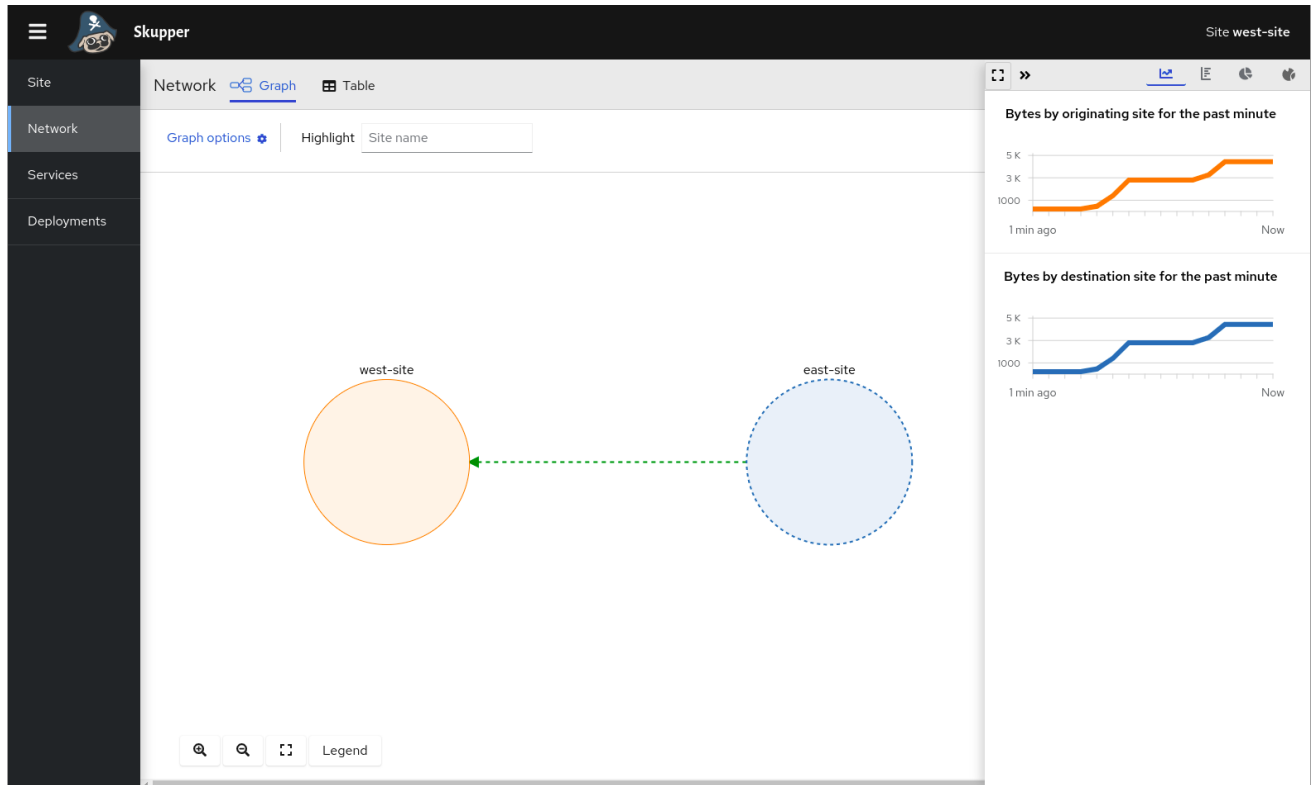 Skupper
Site west-site
Site
Network
Services
Deployments
Network Graph Table
Graph options Highlight Site name
west-site
east-site
Legend
Bytes by originating site for the past minute
5 K
3 K
1000
1 min ago Now
Bytes by destination site for the past minute
5 K
3 K
1000
1 min ago Now